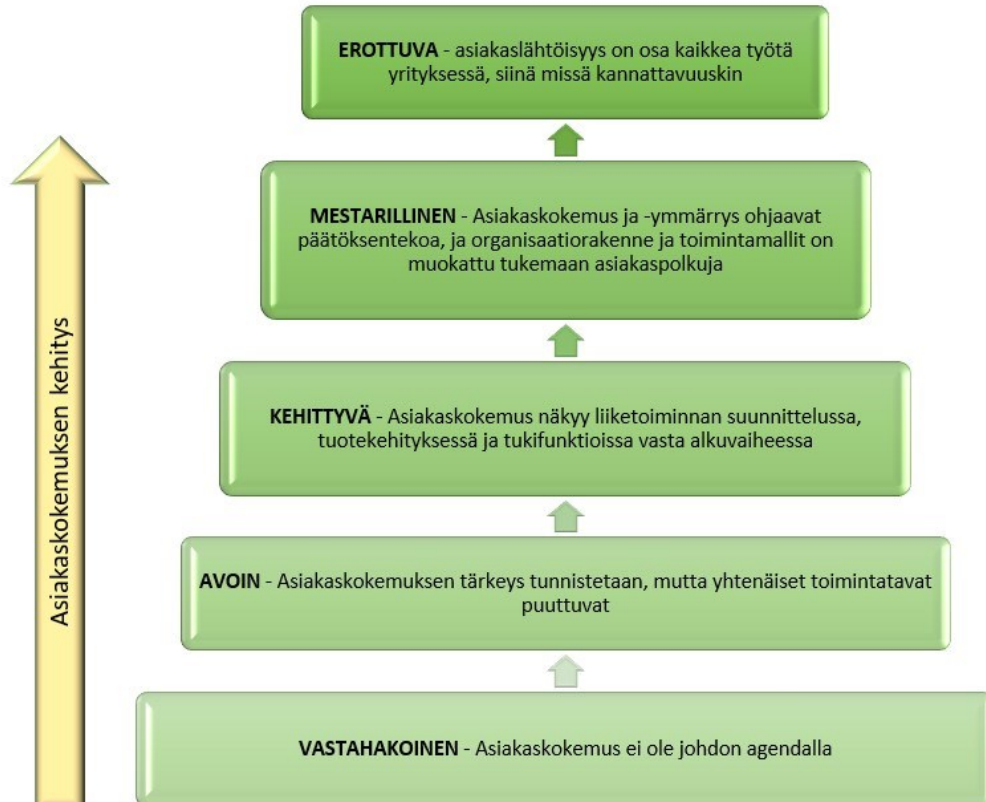 EROTTUVA - asiakaslähtöisyys on osa kaikkea työtä
yrityksessä, siinä missä kannattavuuskin
MESTARILLINEN - Asiakaskokemus ja -ymmärrys ohjaavat
päätöksentekoa, ja organisaatiorakenne ja toimintamallit on
muokattu tukemaan asiakaspolkuja
KEHITTYVÄ - Asiakaskokemus näkyy liiketoiminnan suunnittelussa,
tuotekehityksessä ja tukifunktioissa vasta alkuvaiheessa
AVOIN - Asiakaskokemuksen tärkeys tunnistetaan, mutta yhtenäiset toimintatavat
puuttuvat
VASTAHAKOINEN - Asiakaskokemus ei ole johdon agendalla
Asiakaskokemuksen kehitys